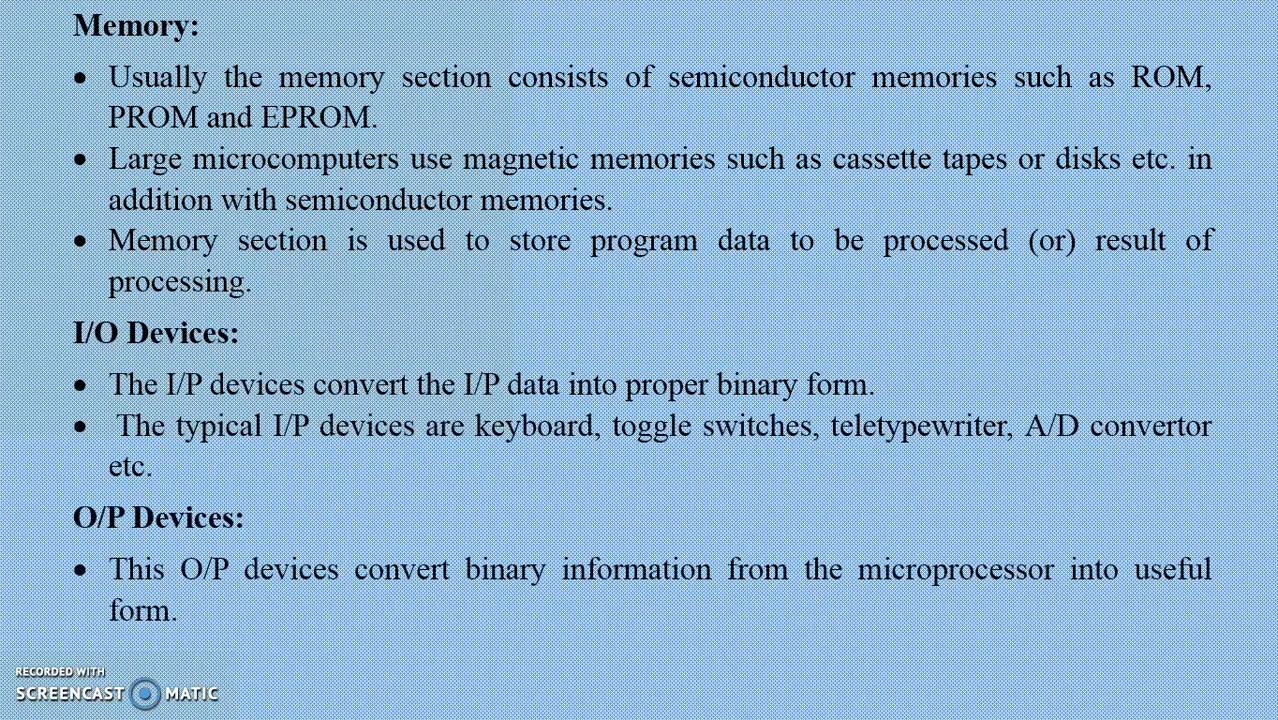 Memory:
• Usually the memory section consists of semiconductor memories such as ROM,
PROM and EPROM.
• Large microcomputers use magnetic memories such as cassette tapes or disks etc. in
addition with semiconductor memories.
• Memory section is used to store program data to be processed (or) result of
processing.
I/O Devices:
• The I/P devices convert the I/P data into proper binary form.
• The typical I/P devices are keyboard, toggle switches, teletypewriter, A/D convertor
etc.
O/P Devices:
• This O/P devices convert binary information from the microprocessor into useful
form.
RECORDED WITH
SCREENCAST MATIC